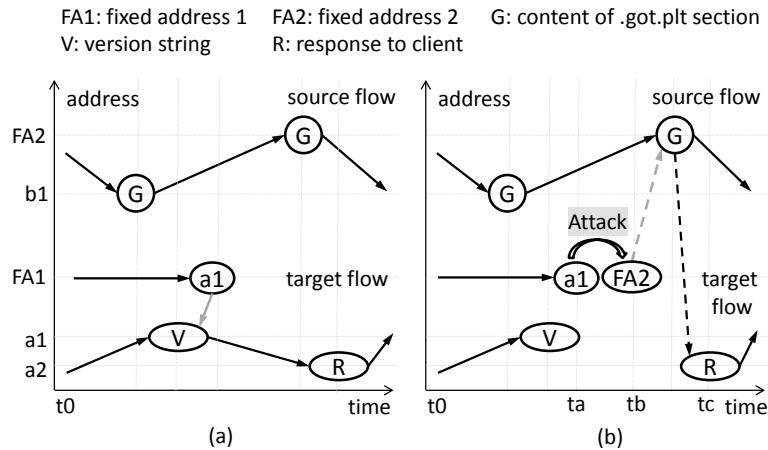 FA1: fixed address 1 FA2: fixed address 2 G: content of .got.plt section
V: version string R: response to client
address source flow
FA2 G
b1 G
FA1 a1 target flow
a1 V
a2 R
t0 time
(a)
address source flow
G
G
Attack
a1 FA2 target
flow
V
R
t0 ta tb tc time
(b)